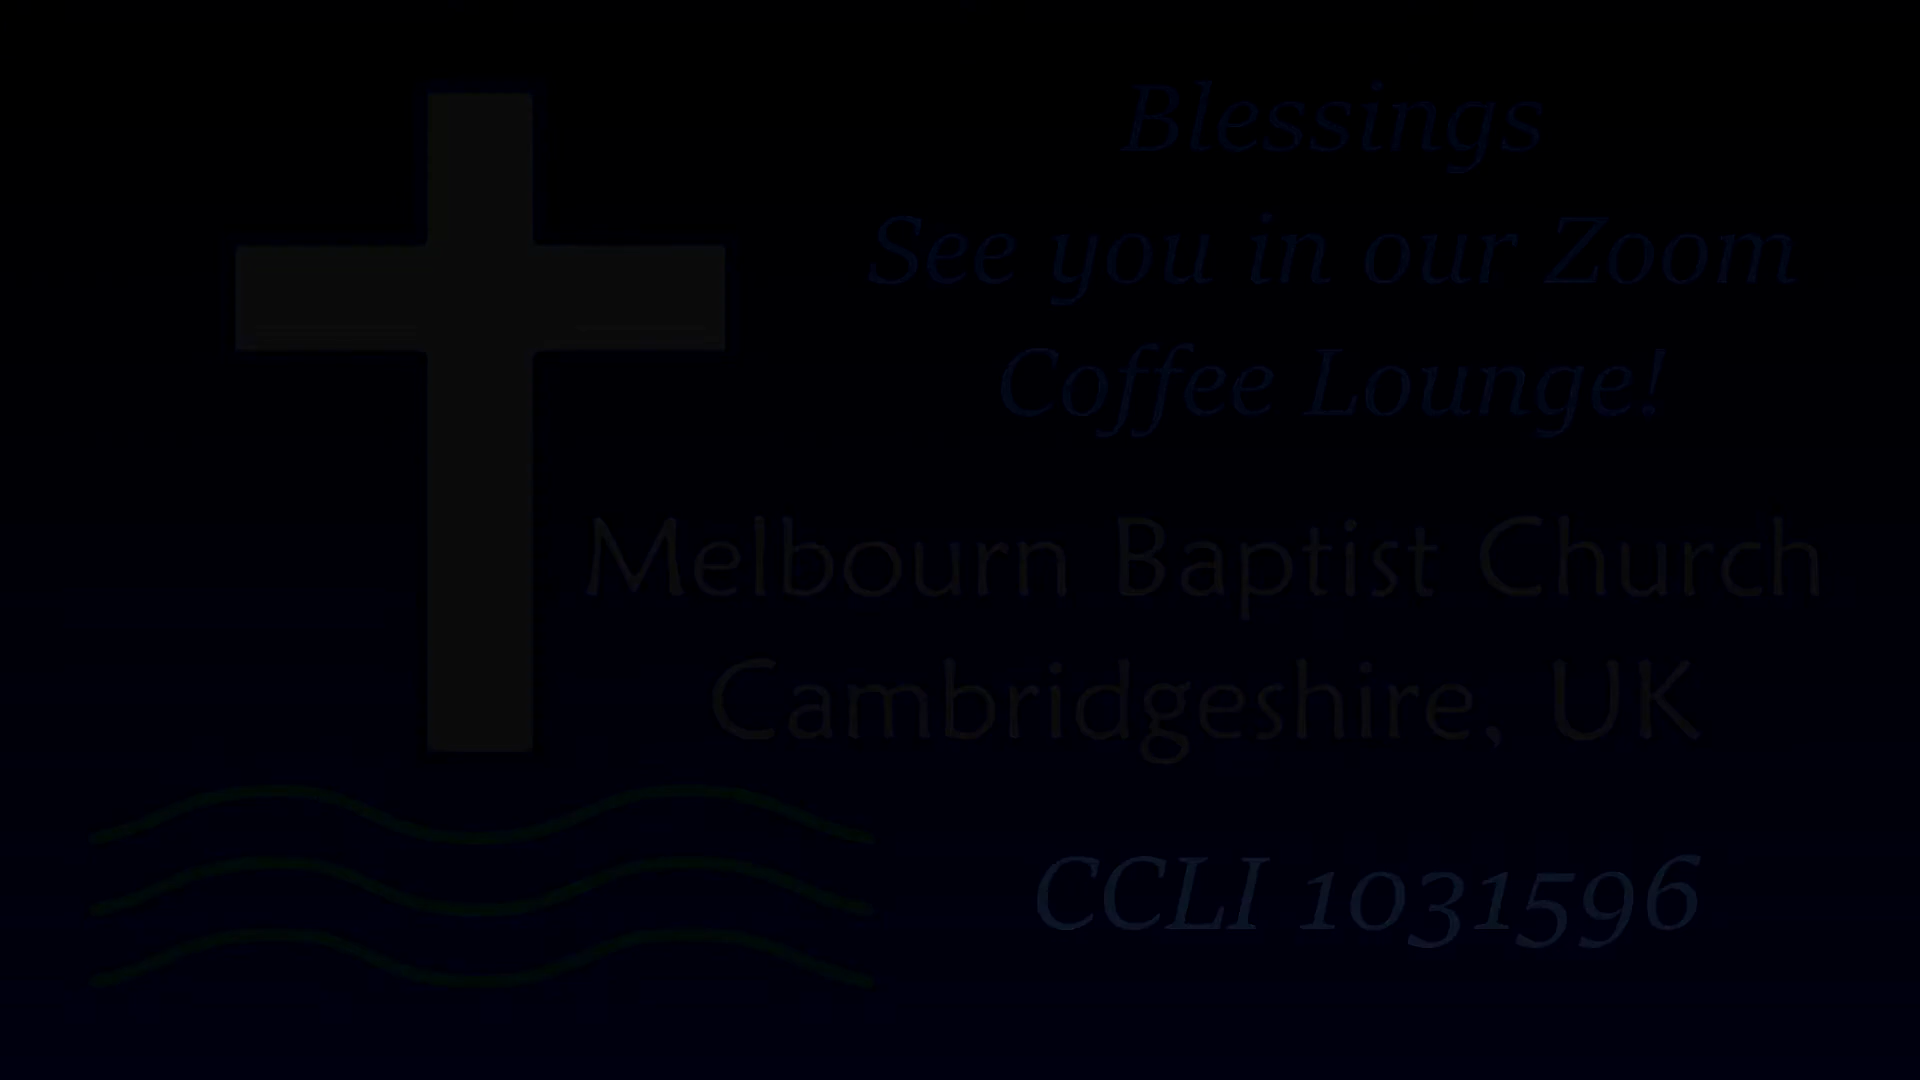 Blessings
See you in our Zoom
Coffee Lounge!
Melbourn Baptist Church
Cambridgeshire, UK
CCLI 1031596